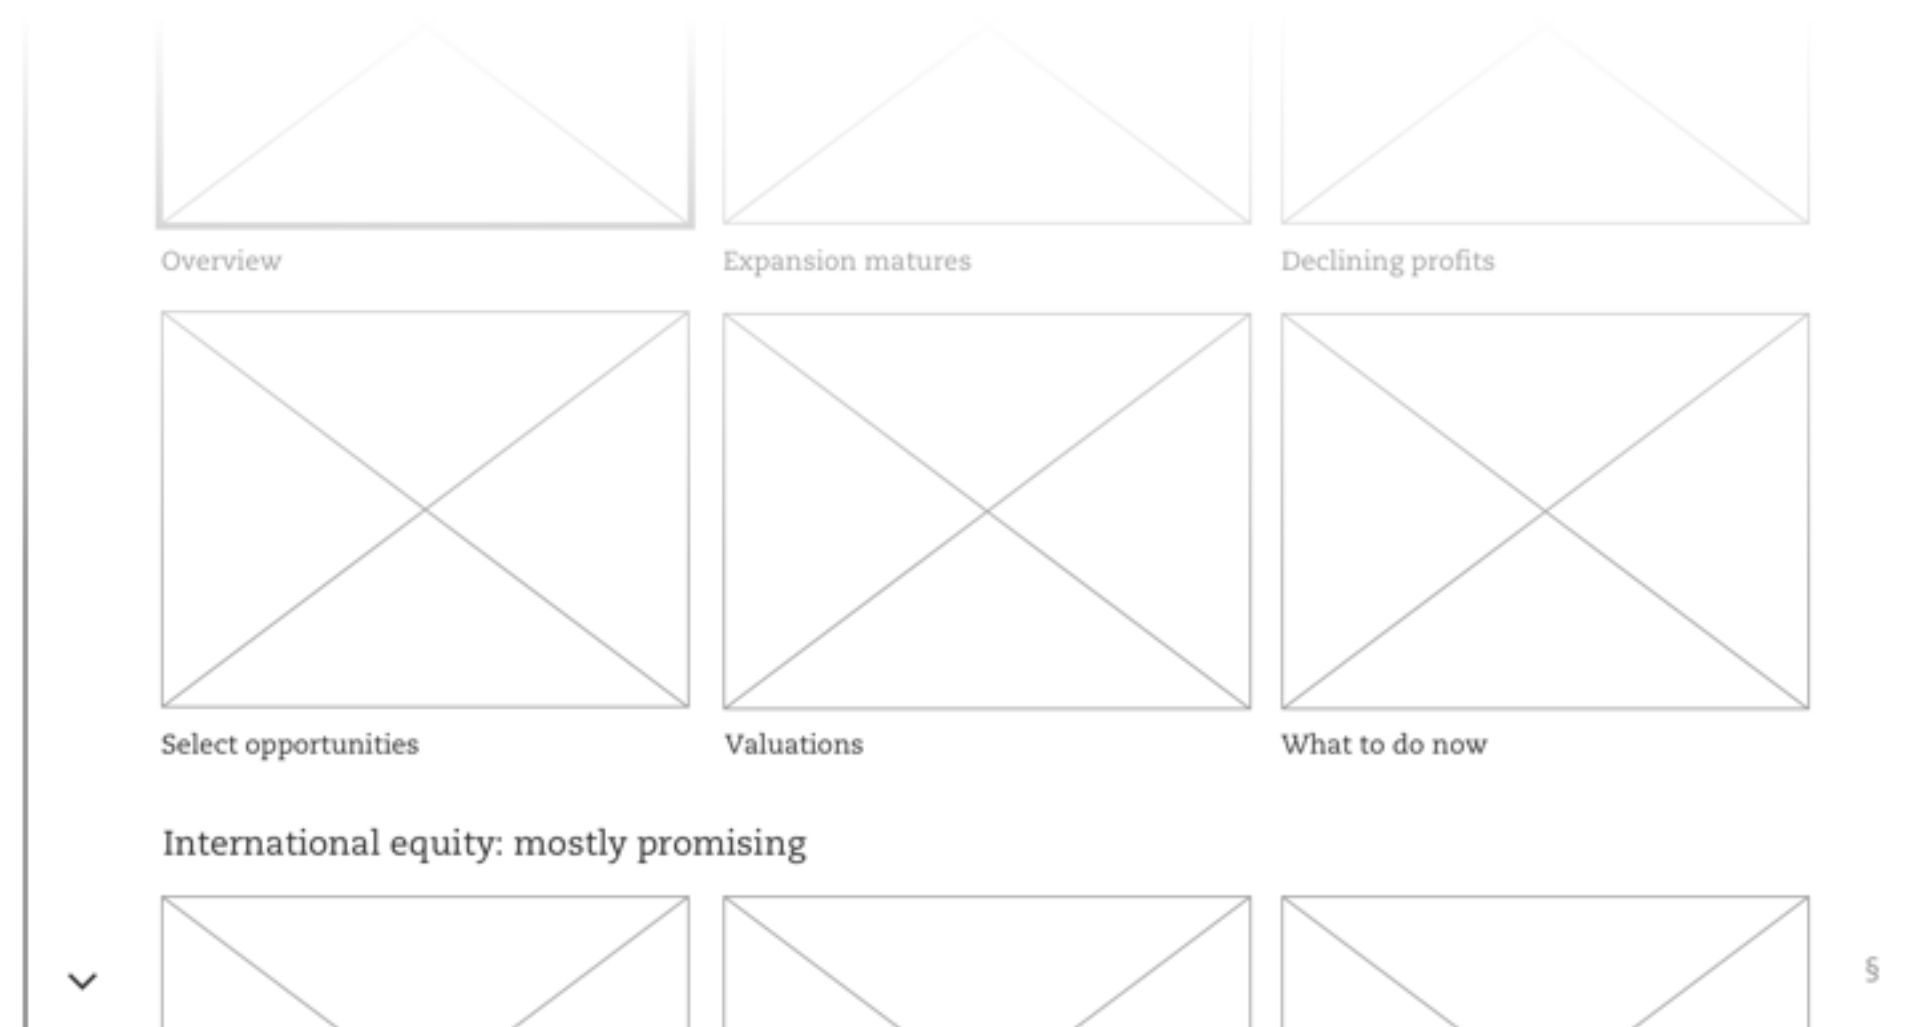 Overview
Expansion matures
Declining profits
Select opportunities
Valuations
What to do now
International equity: mostly promising
§